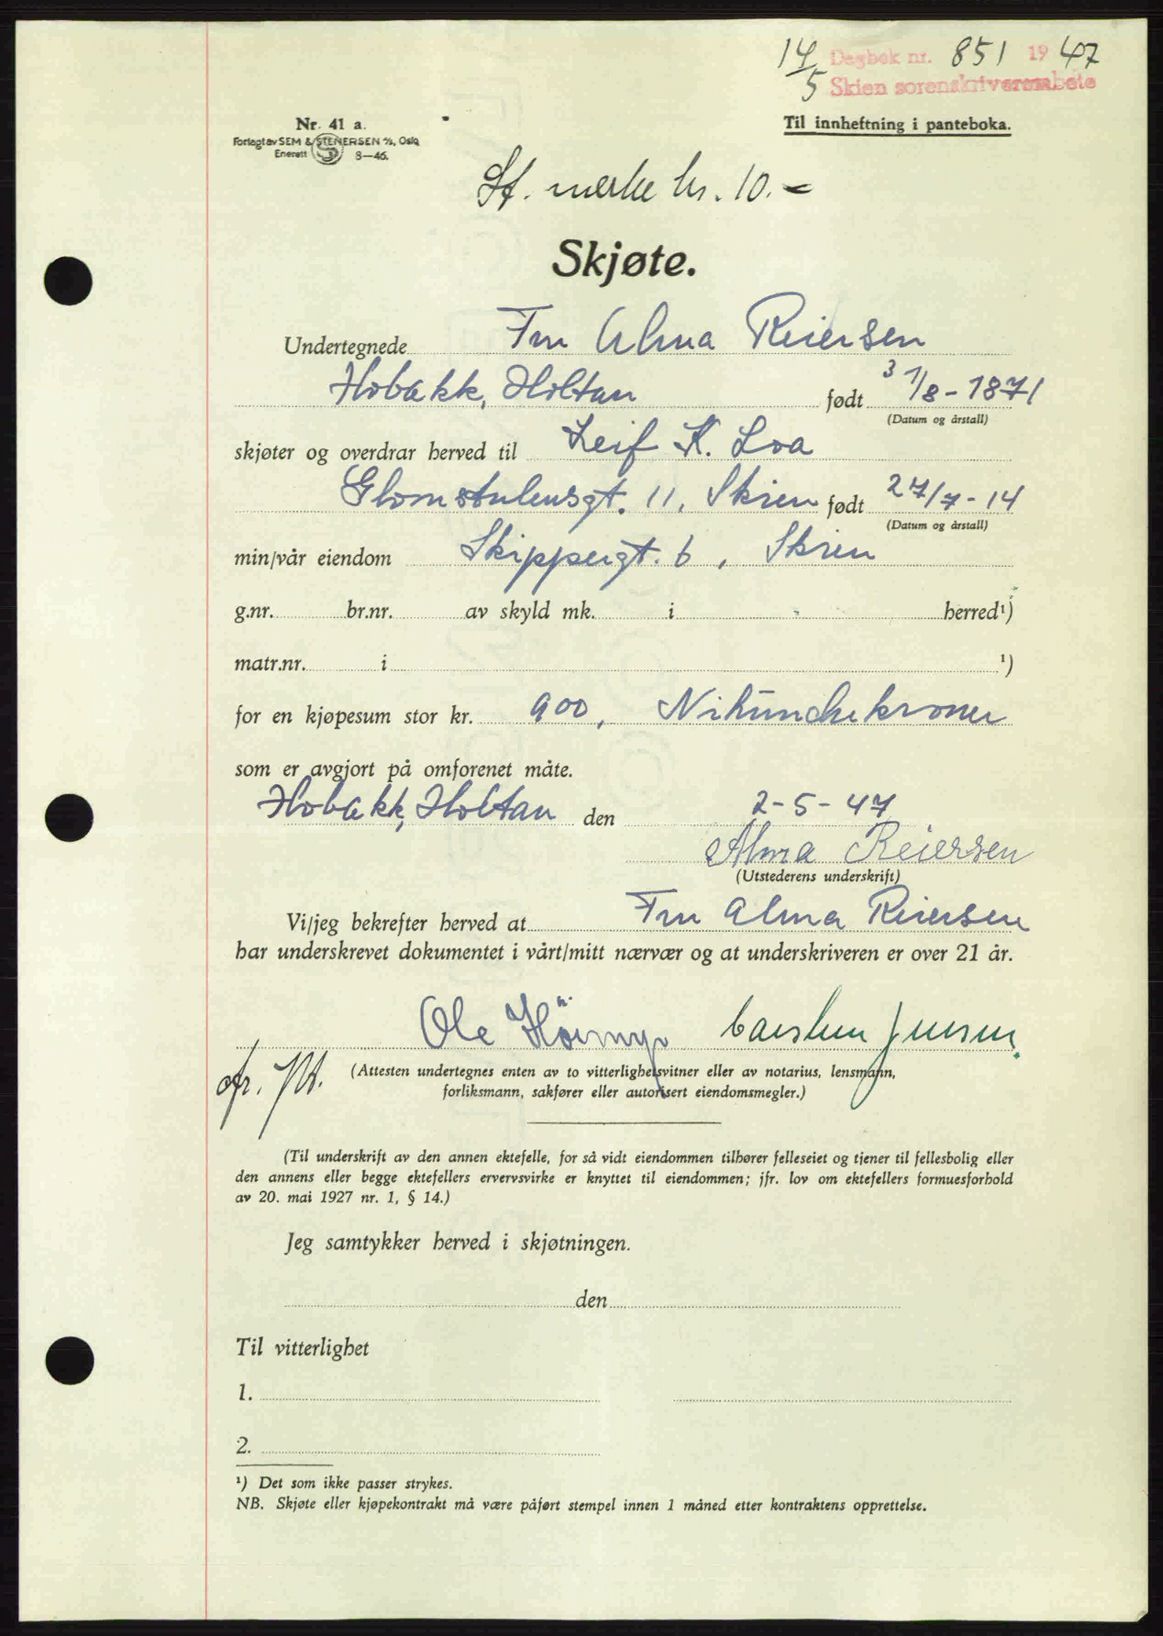 14/5 Dagbok nr. 851 1947
Skien sorenskriverembete
Nr. 41 a.
Forlagt av SEM & STENERSEN A/S, Oslo
Enerett 8—46.
Til innheftning i panteboka.
St. merke kr. 10.-
Skjøte.
Undertegnede Fru Alma Reiersen
Hobakk, Holtan født 31/8-1871
(Datum og årstall)
skjøter og overdrar herved til Leif K. Loa
Glomstulensgt. 11, Skien født 27/7-14
(Datum og årstall)
min/vår eiendom Skippergt. 6, Skien
g.nr. br.nr. av skyld mk. i herred¹)
matr.nr. i ¹)
for en kjøpesum stor kr. 900, Nihundrekroner
som er avgjort på omforenet måte.
Hobakk, Holtan den 2-5-47
Alma Reiersen
(Utstederens underskrift)
Vi/jeg bekrefter herved at Fru Alma Reiersen
har underskrevet dokumentet i vårt/mitt nærvær og at underskriveren er over 21 år.
Ole Carsten Jensen
(Attesten undertegnes enten av to vitterlighetsvitner eller av notarius, lensmann,
forliksmann, sakfører eller autorisert eiendomsmegler.)
(Til underskrift av den annen ektefelle, for så vidt eiendommen tilhører felleseiet og tjener til fellesbolig eller
den annens eller begge ektefellers ervervsvirke er knyttet til eiendommen; jfr. lov om ektefellers formuesforhold
av 20. mai 1927 nr. 1, § 14.)
Jeg samtykker herved i skjøtningen.
den
Til vitterlighet
1.
2.
¹) Det som ikke passer strykes.
NB. Skjøte eller kjøpekontrakt må være påført stempel innen 1 måned etter kontraktens opprettelse.